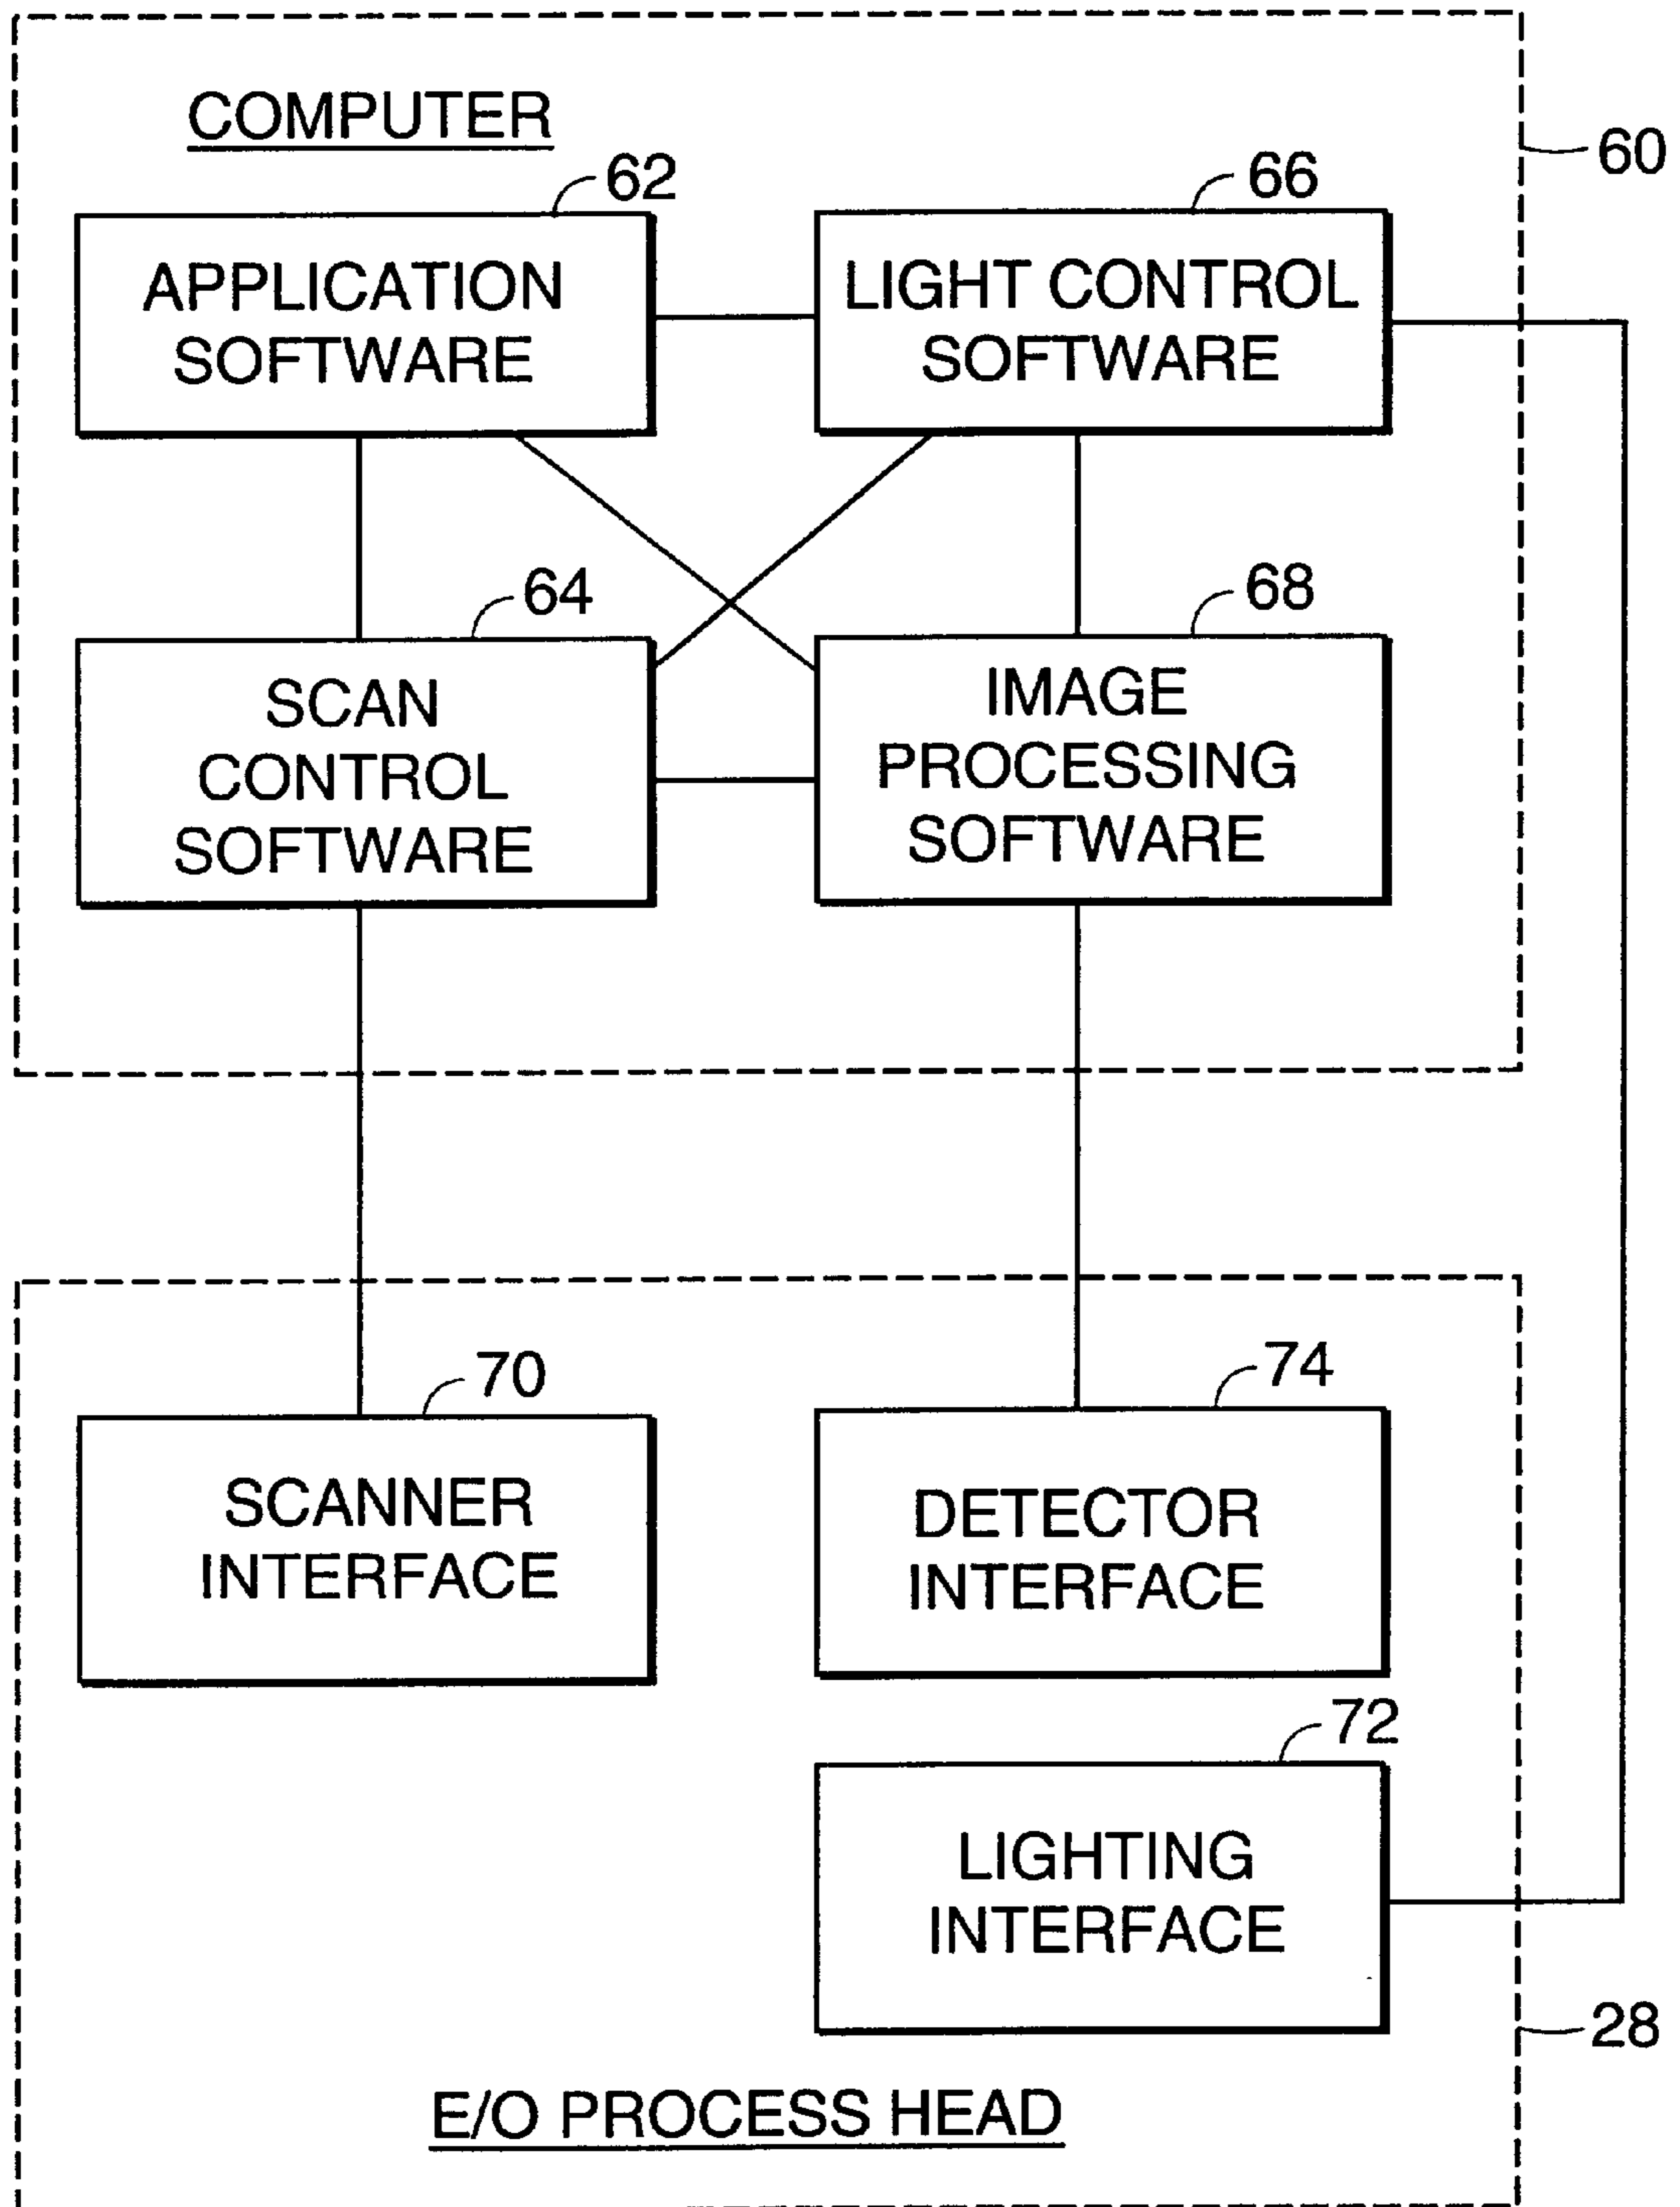 COMPUTER
60
62
66
APPLICATION
SOFTWARE
LIGHT CONTROL
SOFTWARE
64
68
SCAN
CONTROL
SOFTWARE
IMAGE
PROCESSING
SOFTWARE
70
74
SCANNER
INTERFACE
DETECTOR
INTERFACE
72
LIGHTING
INTERFACE
28
E/O PROCESS HEAD